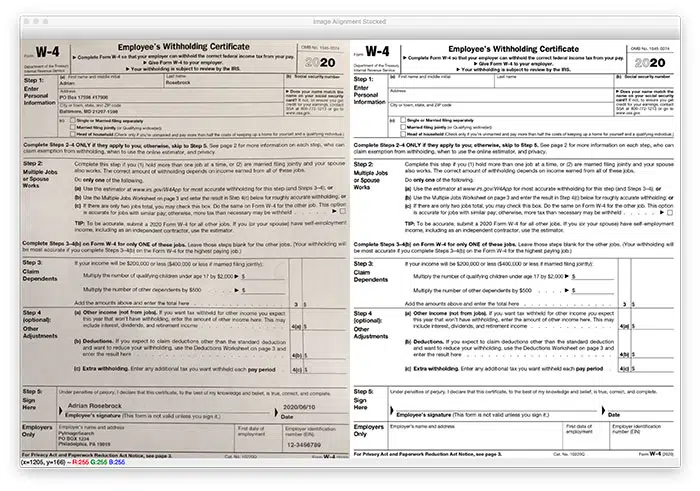 Image Alignment Stacked
Form W-4
Department of the Treasury
Internal Revenue Service
Employee's Withholding Certificate
▶ Complete Form W-4 so that your employer can withhold the correct federal income tax from your pay.
▶ Give Form W-4 to your employer.
▶ Your withholding is subject to review by the IRS.
OMB No. 1545-0074
2020
Step 1:
Enter
Personal
Information
(a) First name and middle initial
Adrian
Last name
Rosebrock
(b) Social security number
Address
PO Box 17598 #17900
City or town, state, and ZIP code
Baltimore, MD 21297-1598
▶ Does your name match the
name on your social security
card? If not, to ensure you get
credit for your earnings, contact
SSA at 800-772-1213 or go to
www.ssa.gov.
(c) Single or Married filing separately
Married filing jointly (or Qualifying widow(er))
Head of household (Check only if you're unmarried and pay more than half the costs of keeping up a home for yourself and a qualifying individual.)
Complete Steps 2–4 ONLY if they apply to you; otherwise, skip to Step 5. See page 2 for more information on each step, who can
claim exemption from withholding, when to use the online estimator, and privacy.
Step 2:
Multiple Jobs
or Spouse
Works
Complete this step if you (1) hold more than one job at a time, or (2) are married filing jointly and your spouse
also works. The correct amount of withholding depends on income earned from all of these jobs.
Do only one of the following.
(a) Use the estimator at www.irs.gov/W4App for most accurate withholding for this step (and Steps 3–4); or
(b) Use the Multiple Jobs Worksheet on page 3 and enter the result in Step 4(c) below for roughly accurate withholding; or
(c) If there are only two jobs total, you may check this box. Do the same on Form W-4 for the other job. This option
is accurate for jobs with similar pay; otherwise, more tax than necessary may be withheld . . . . . ▶
TIP: To be accurate, submit a 2020 Form W-4 for all other jobs. If you (or your spouse) have self-employment
income, including as an independent contractor, use the estimator.
Complete Steps 3–4(b) on Form W-4 for only ONE of these jobs. Leave those steps blank for the other jobs. (Your withholding will
be most accurate if you complete Steps 3–4(b) on the Form W-4 for the highest paying job.)
Step 3:
Claim
Dependents
If your income will be $200,000 or less ($400,000 or less if married filing jointly):
Multiply the number of qualifying children under age 17 by $2,000 ▶ $
Multiply the number of other dependents by $500 . . . . ▶ $
Add the amounts above and enter the total here . . . . . . . . . . . . . 3 $
Step 4
(optional):
Other
Adjustments
(a) Other income (not from jobs). If you want tax withheld for other income you expect
this year that won't have withholding, enter the amount of other income here. This may
include interest, dividends, and retirement income . . . . . . . . . . . . 4(a) $
(b) Deductions. If you expect to claim deductions other than the standard deduction
and want to reduce your withholding, use the Deductions Worksheet on page 3 and
enter the result here . . . . . . . . . . . . . . . . . . . . . 4(b) $
(c) Extra withholding. Enter any additional tax you want withheld each pay period . 4(c) $
Step 5:
Sign
Here
Under penalties of perjury, I declare that this certificate, to the best of my knowledge and belief, is true, correct, and complete.
Adrian Rosebrock
2020/06/10
Employee's signature (This form is not valid unless you sign it.)
Date
Employers
Only
Employer's name and address
PyImageSearch
PO BOX 1234
Philadelphia, PA 19019
First date of
employment
Employer identification
number (EIN)
12-3456789
For Privacy Act and Paperwork Reduction Act Notice, see page 3.
Cat. No. 10220Q
Form W-4 (2020)
Form W-4
Department of the Treasury
Internal Revenue Service
Employee's Withholding Certificate
▶ Complete Form W-4 so that your employer can withhold the correct federal income tax from your pay.
▶ Give Form W-4 to your employer.
▶ Your withholding is subject to review by the IRS.
OMB No. 1545-0074
2020
Step 1:
Enter
Personal
Information
(a) First name and middle initial
Last name
(b) Social security number
Address
City or town, state, and ZIP code
▶ Does your name match the
name on your social security
card? If not, to ensure you get
credit for your earnings, contact
SSA at 800-772-1213 or go to
www.ssa.gov.
(c) Single or Married filing separately
Married filing jointly (or Qualifying widow(er))
Head of household (Check only if you're unmarried and pay more than half the costs of keeping up a home for yourself and a qualifying individual.)
Complete Steps 2–4 ONLY if they apply to you; otherwise, skip to Step 5. See page 2 for more information on each step, who can
claim exemption from withholding, when to use the online estimator, and privacy.
Step 2:
Multiple Jobs
or Spouse
Works
Complete this step if you (1) hold more than one job at a time, or (2) are married filing jointly and your spouse
also works. The correct amount of withholding depends on income earned from all of these jobs.
Do only one of the following.
(a) Use the estimator at www.irs.gov/W4App for most accurate withholding for this step (and Steps 3–4); or
(b) Use the Multiple Jobs Worksheet on page 3 and enter the result in Step 4(c) below for roughly accurate withholding; or
(c) If there are only two jobs total, you may check this box. Do the same on Form W-4 for the other job. This option
is accurate for jobs with similar pay; otherwise, more tax than necessary may be withheld . . . . . ▶
TIP: To be accurate, submit a 2020 Form W-4 for all other jobs. If you (or your spouse) have self-employment
income, including as an independent contractor, use the estimator.
Complete Steps 3–4(b) on Form W-4 for only ONE of these jobs. Leave those steps blank for the other jobs. (Your withholding will
be most accurate if you complete Steps 3–4(b) on the Form W-4 for the highest paying job.)
Step 3:
Claim
Dependents
If your income will be $200,000 or less ($400,000 or less if married filing jointly):
Multiply the number of qualifying children under age 17 by $2,000 ▶ $
Multiply the number of other dependents by $500 . . . . ▶ $
Add the amounts above and enter the total here . . . . . . . . . . . . . 3 $
Step 4
(optional):
Other
Adjustments
(a) Other income (not from jobs). If you want tax withheld for other income you expect
this year that won't have withholding, enter the amount of other income here. This may
include interest, dividends, and retirement income . . . . . . . . . . . . 4(a) $
(b) Deductions. If you expect to claim deductions other than the standard deduction
and want to reduce your withholding, use the Deductions Worksheet on page 3 and
enter the result here . . . . . . . . . . . . . . . . . . . . . 4(b) $
(c) Extra withholding. Enter any additional tax you want withheld each pay period . 4(c) $
Step 5:
Sign
Here
Under penalties of perjury, I declare that this certificate, to the best of my knowledge and belief, is true, correct, and complete.
Employee's signature (This form is not valid unless you sign it.)
Date
Employers
Only
Employer's name and address
First date of
employment
Employer identification
number (EIN)
For Privacy Act and Paperwork Reduction Act Notice, see page 3.
Cat. No. 10220Q
Form W-4 (2020)
(x=1205, y=166) ~ R:255 G:255 B:255